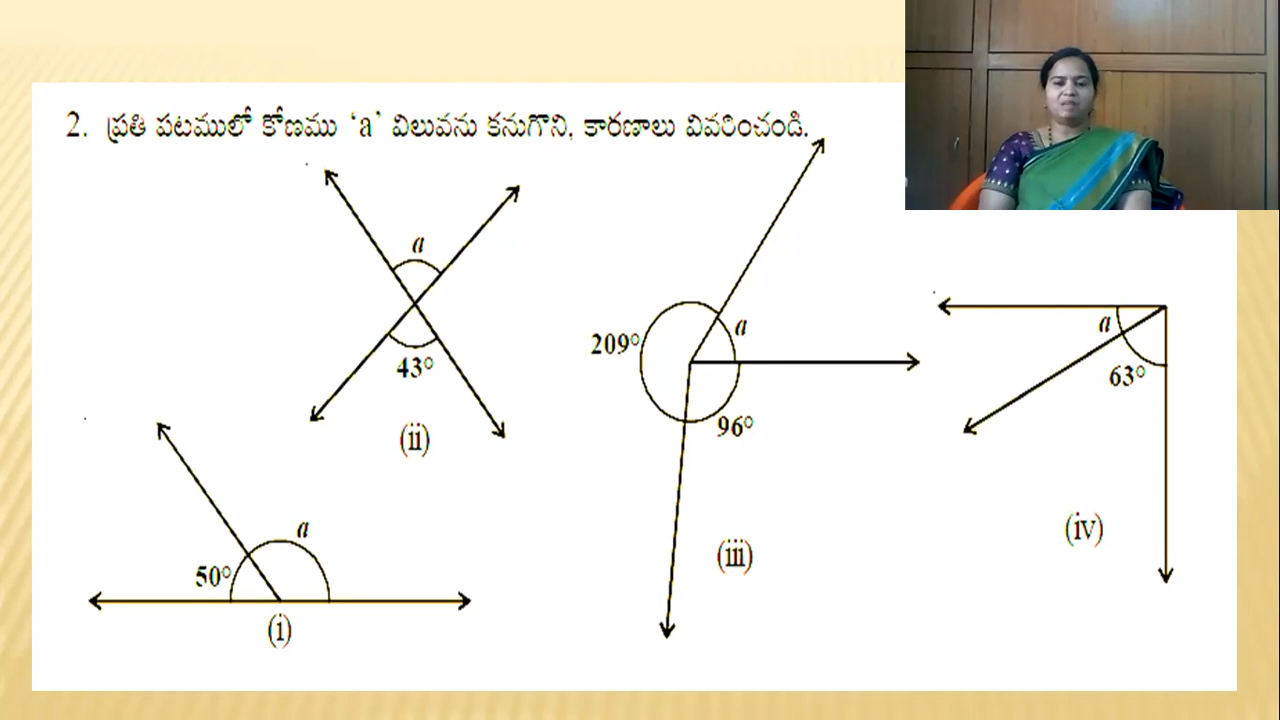 2. ప్రతి పటములో కోణము ‘a’ విలువను కనుగొని, కారణాలు వివరించండి.
a
43°
(ii)
209°
a
96°
(iii)
a
63°
(iv)
a
50°
(i)